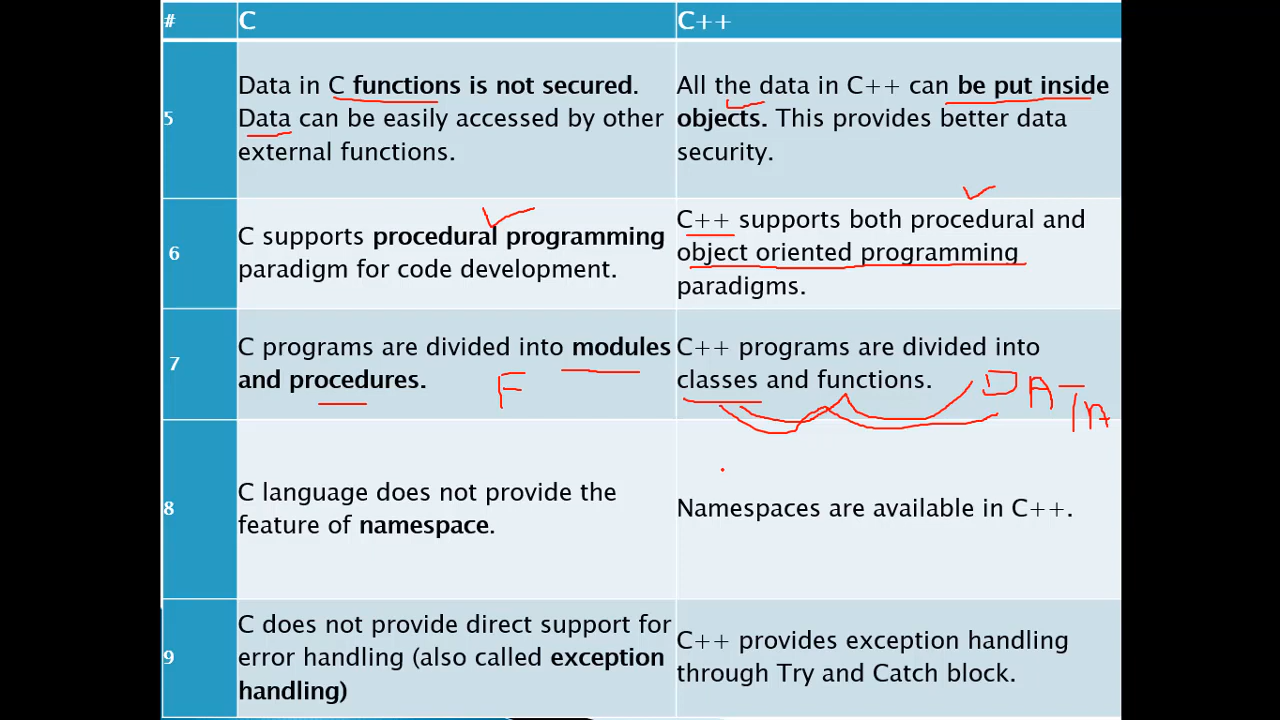 # C C++
5 Data in C functions is not secured.
Data can be easily accessed by other
external functions.
All the data in C++ can be put inside
objects. This provides better data
security.
6 C supports procedural programming
paradigm for code development.
C++ supports both procedural and
object oriented programming
paradigms.
7 C programs are divided into modules
and procedures. F
C++ programs are divided into
classes and functions.
8 C language does not provide the
feature of namespace.
Namespaces are available in C++.
9 C does not provide direct support for
error handling (also called exception
handling)
C++ provides exception handling
through Try and Catch block.